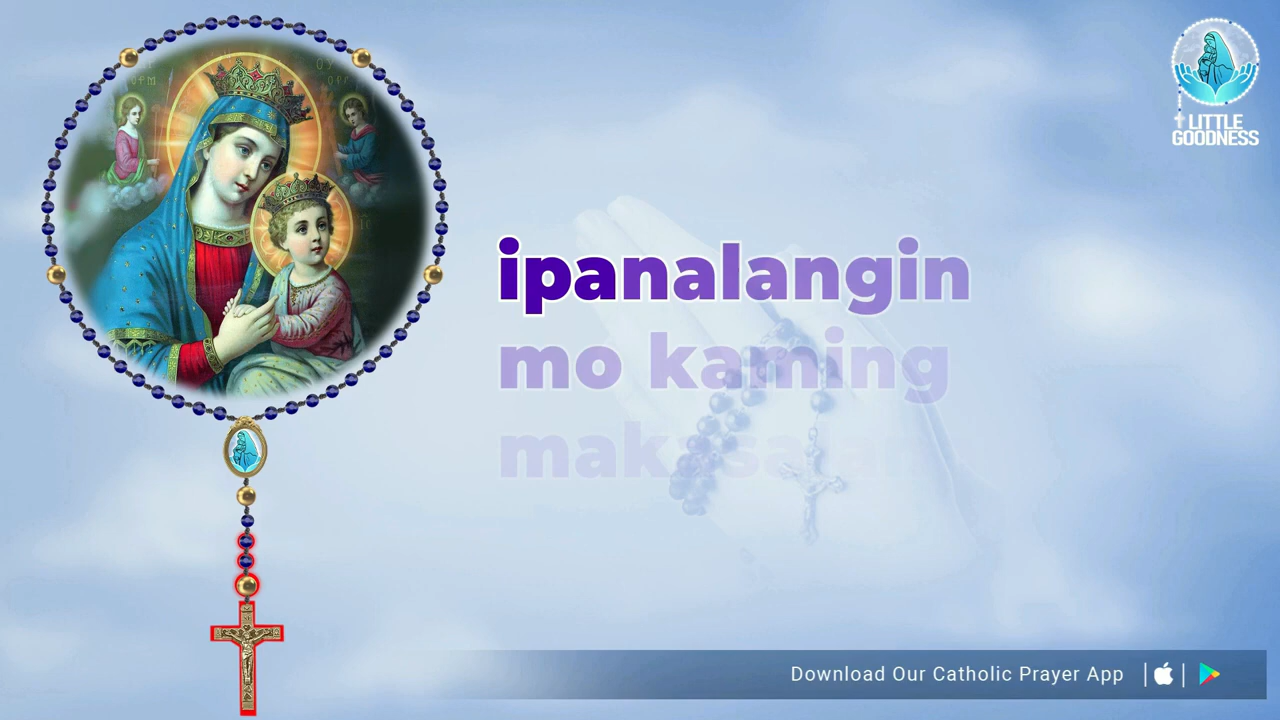 LITTLE
GOODNESS
ipanalangin
mo kaming
Download Our Catholic Prayer App